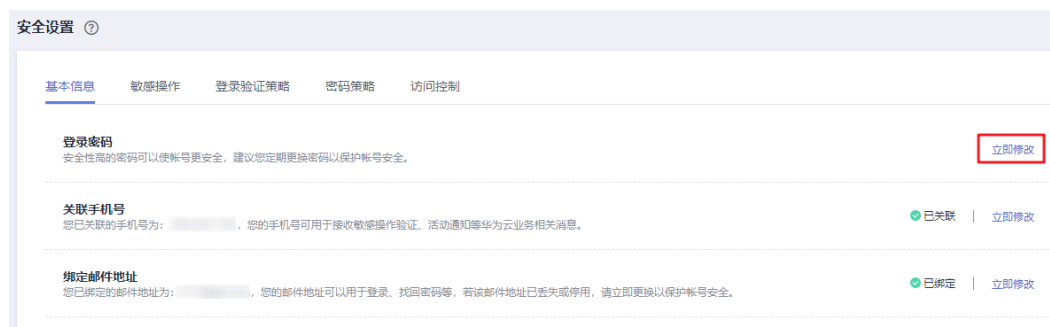 安全设置 ?
基本信息 敏感操作 登录验证策略 密码策略 访问控制
登录密码
安全性高的密码可以使帐号更安全，建议您定期更换密码以保护帐号安全。
立即修改
关联手机号
您已关联的手机号为： ，您的手机号可用于接收敏感操作验证、活动通知等华为云业务相关消息。
已关联 | 立即修改
绑定邮件地址
您已绑定的邮件地址为： ，您的邮件地址可以用于登录、找回密码等，若该邮件地址已丢失或停用，请立即更换以保护帐号安全。
已绑定 | 立即修改